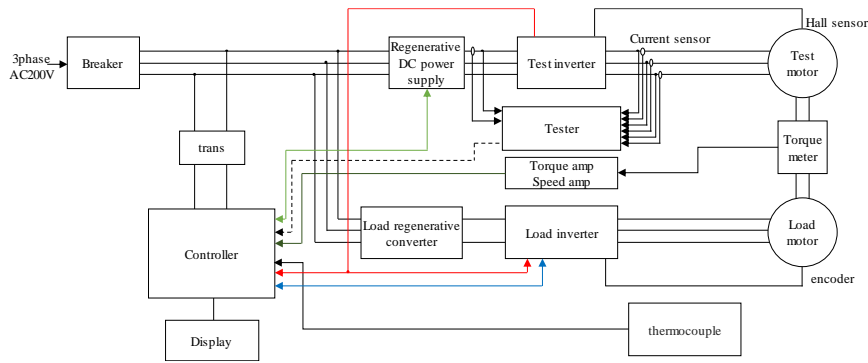 Hall sensor
3phase
AC200V
Breaker
Regenerative
DC power
supply
Test inverter
Current sensor
Test
motor
Tester
trans
Torque
meter
Torque amp
Speed amp
Controller
Load regenerative
converter
Load inverter
Load
motor
encoder
Display
thermocouple